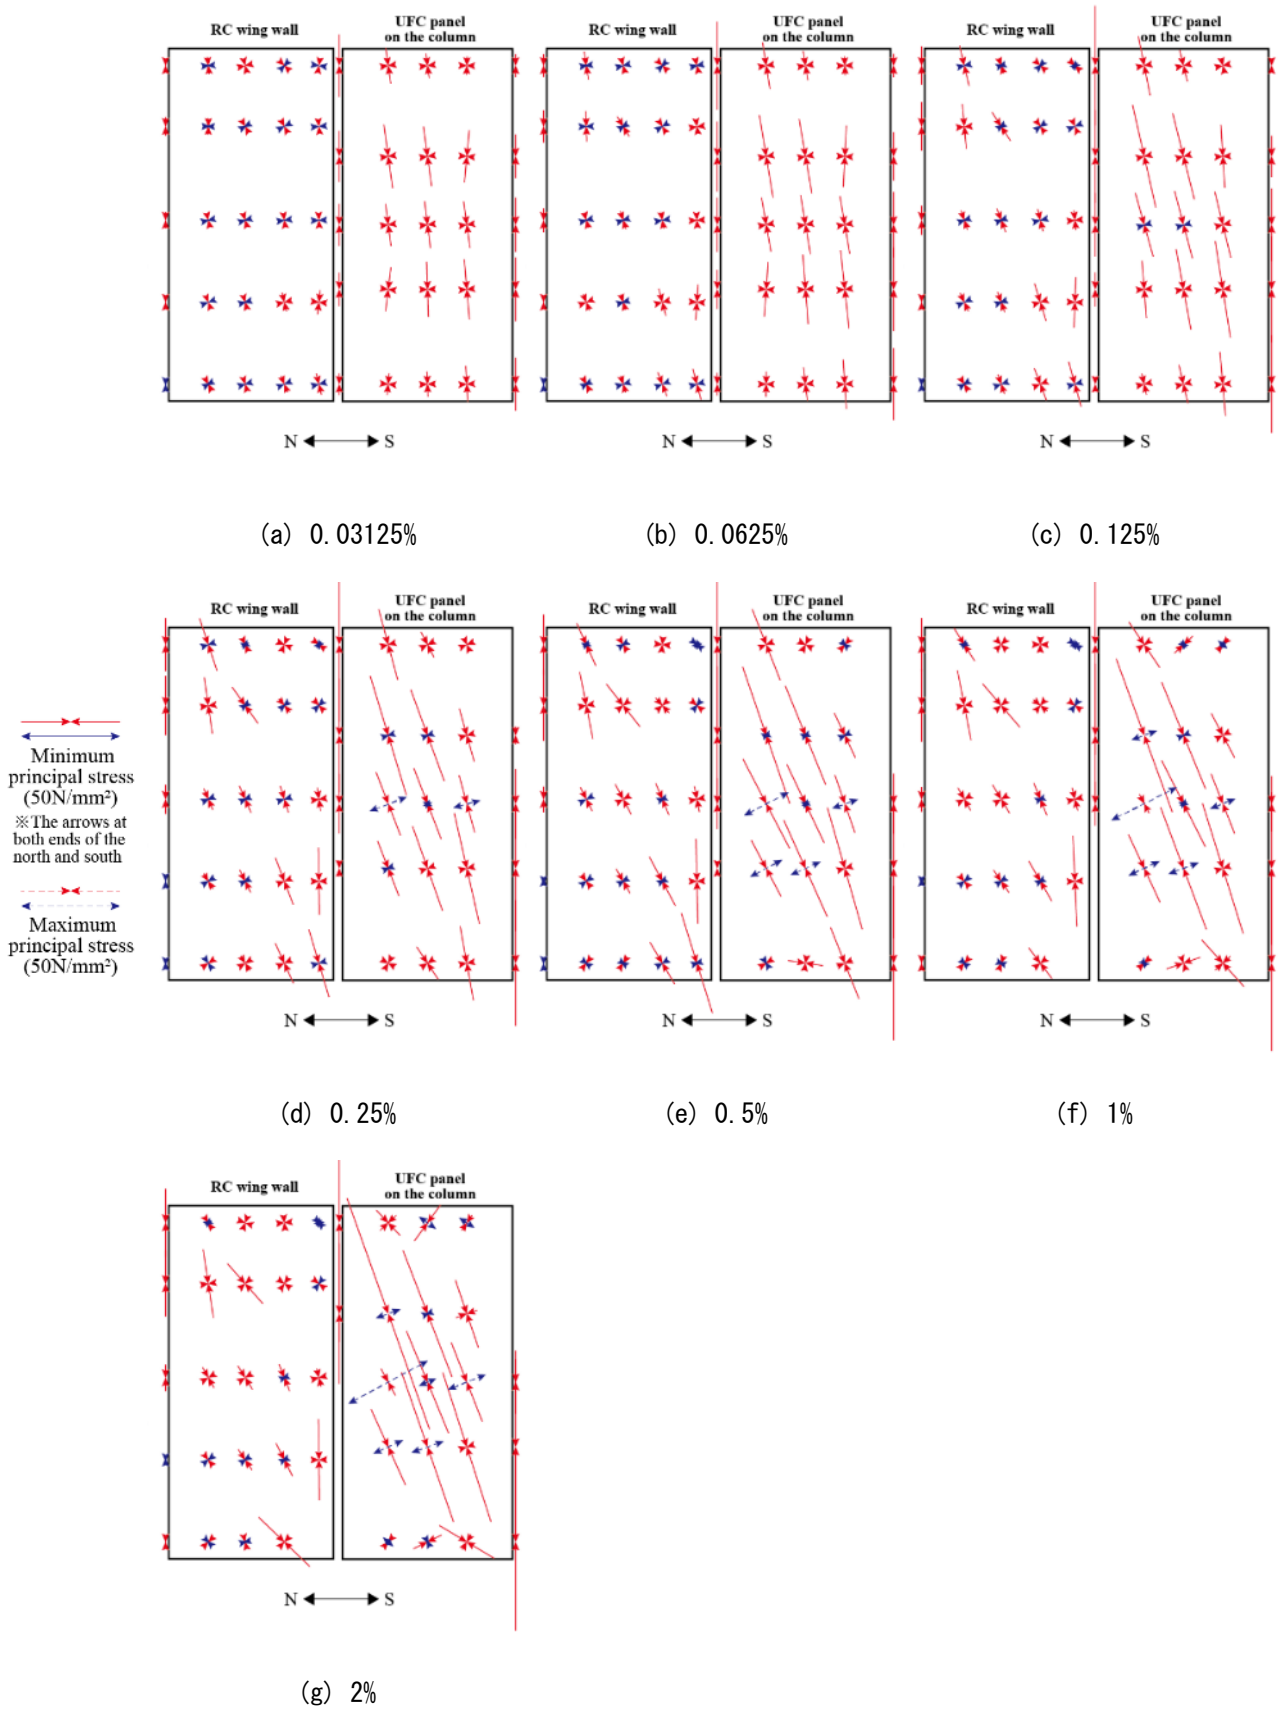 RC wing wall
UFC panel
on the column
RC wing wall
UFC panel
on the column
RC wing wall
UFC panel
on the column
N
S
N
S
N
S
(a) 0.03125%
(b) 0.0625%
(c) 0.125%
RC wing wall
UFC panel
on the column
RC wing wall
UFC panel
on the column
RC wing wall
UFC panel
on the column
Minimum
principal stress
(50N/mm²)
※The arrows at
both ends of the
north and south
Maximum
principal stress
(50N/mm²)
N
S
N
S
N
S
(d) 0.25%
(e) 0.5%
(f) 1%
RC wing wall
UFC panel
on the column
N
S
(g) 2%